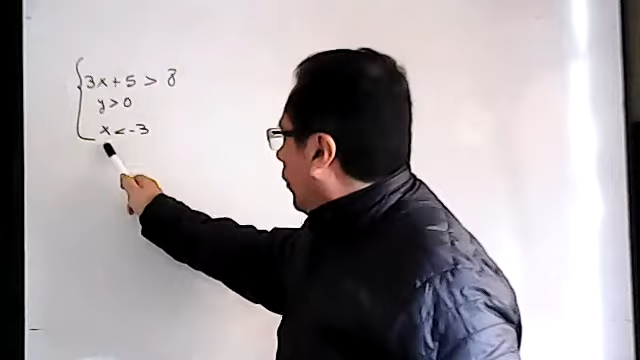 3x + 5 > 8
y > 0
x < -3